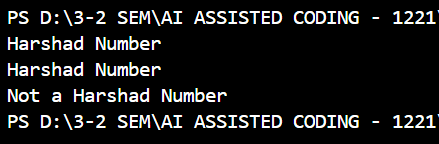 PS D:\3-2 SEM\AI ASSISTED CODING - 1221\
Harshad Number
Harshad Number
Not a Harshad Number
PS D:\3-2 SEM\AI ASSISTED CODING - 1221\